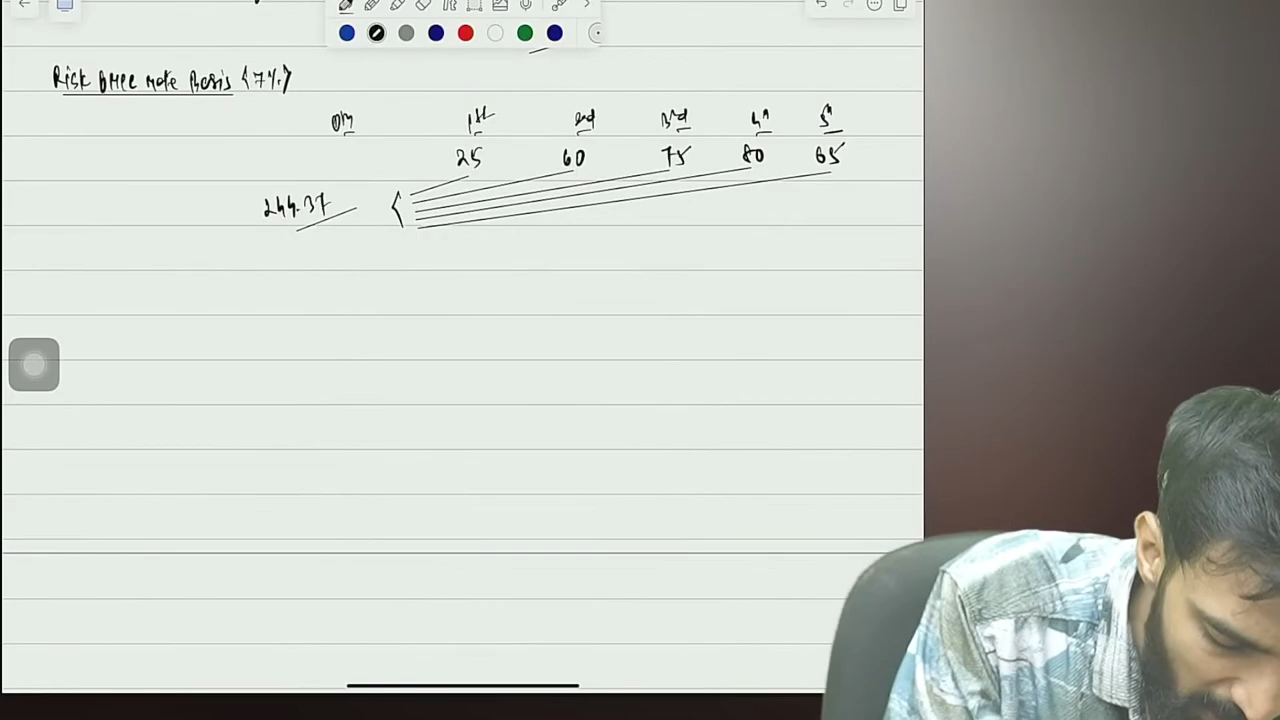 Risk free rate Basis (7%)
0th 1st 2nd 3rd 4th 5th
25 60 75 80 65
244.37